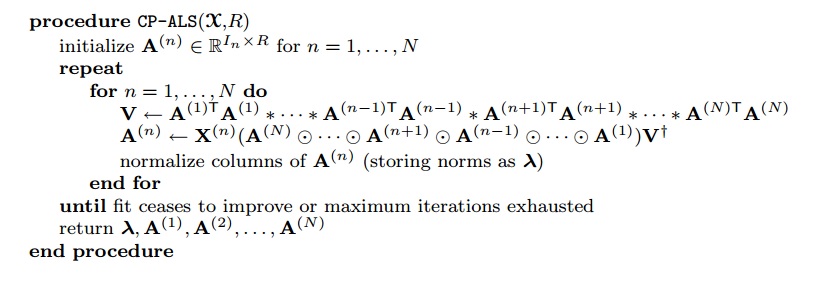 procedure CP-ALS(𝓧,R)
initialize A⁽ⁿ⁾ ∈ ℝ^{Iₙ×R} for n = 1, . . . , N
repeat
for n = 1, . . . , N do
V ← A⁽¹⁾ᵀA⁽¹⁾ ∗ ··· ∗ A⁽ⁿ⁻¹⁾ᵀA⁽ⁿ⁻¹⁾ ∗ A⁽ⁿ⁺¹⁾ᵀA⁽ⁿ⁺¹⁾ ∗ ··· ∗ A⁽ᴺ⁾ᵀA⁽ᴺ⁾
A⁽ⁿ⁾ ← X⁽ⁿ⁾(A⁽ᴺ⁾ ⊙ ··· ⊙ A⁽ⁿ⁺¹⁾ ⊙ A⁽ⁿ⁻¹⁾ ⊙ ··· ⊙ A⁽¹⁾)V†
normalize columns of A⁽ⁿ⁾ (storing norms as λ)
end for
until fit ceases to improve or maximum iterations exhausted
return λ, A⁽¹⁾, A⁽²⁾, . . . , A⁽ᴺ⁾
end procedure